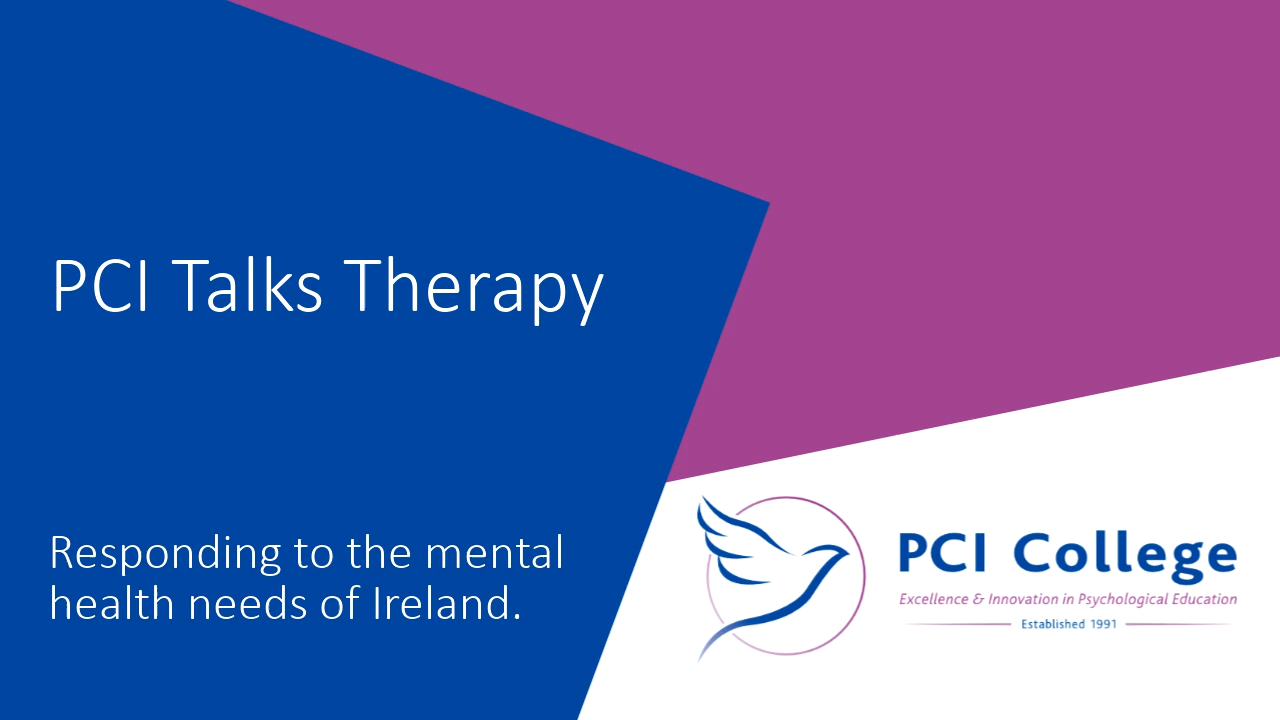 PCI Talks Therapy
Responding to the mental
health needs of Ireland.
PCI College
Excellence & Innovation in Psychological Education
Established 1991